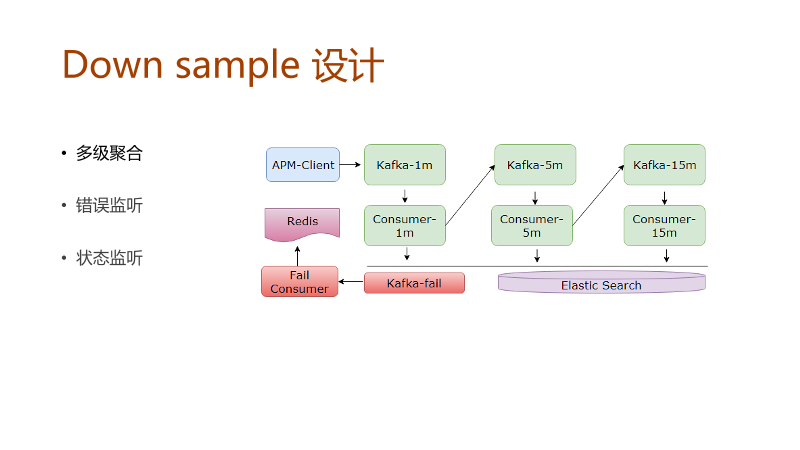 Down sample 设计
• 多级聚合
• 错误监听
• 状态监听
APM-Client
Kafka-1m
Kafka-5m
Kafka-15m
Redis
Consumer-
1m
Consumer-
5m
Consumer-
15m
Fail
Consumer
Kafka-fail
Elastic Search